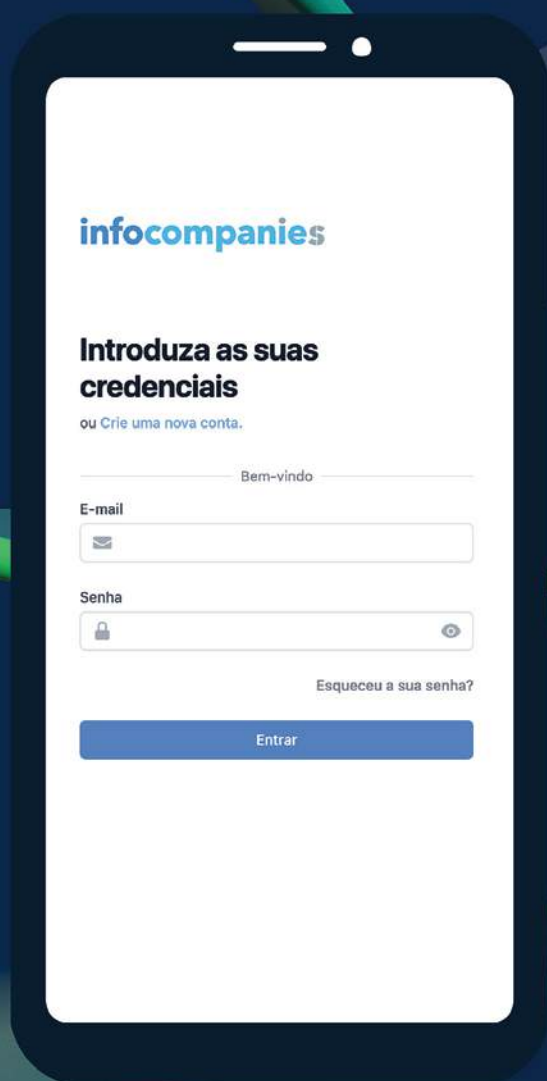 infocompanies
Introduza as suas
credenciais
ou Crie uma nova conta.
Bem-vindo
E-mail
Senha
Esqueceu a sua senha?
Entrar